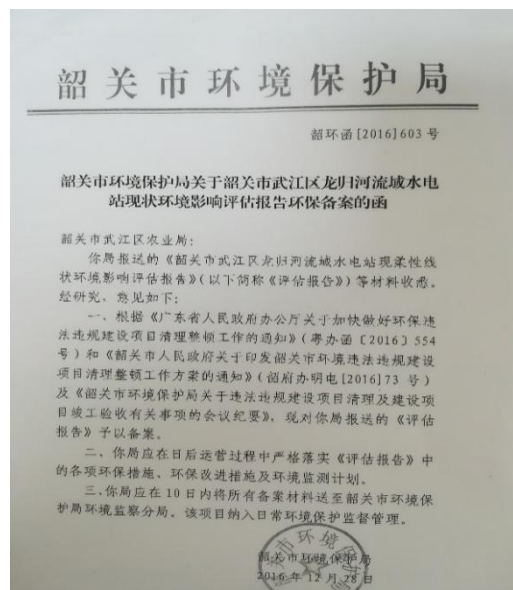 韶关市环境保护局
韶环函[2016]603号
韶关市环境保护局关于韶关市武江区龙归河流域水电
站现状环境影响评估报告环保备案的函
韶关市武江区农业局:
你局报送的《韶关市武江区龙归河流域水电站现柔性线
状环境影响评估报告》(以下简称《评估报告》)等材料收悉。
经研究,意见如下:
一、根据《广东省人民政府办公厅关于加快做好环保违
法违规建设项目清理整顿工作的通知》(粤办函〔2016〕554
号)和《韶关市人民政府关于印发韶关市环境违法违规建设
项目清理整顿工作方案的通知》(韶府办明电[2016]73 号)
及《韶关市环境保护局关于违法违规建设项目清理及建设项
目竣工验收有关事项的会议纪要》,现对你局报送的《评估
报告》予以备案。
二、你局应在日后运营过程中严格落实《评估报告》中
的各项环保措施、环保改进措施及环境监测计划。
三、你局应在10日内将所有备案材料送至韶关市环境保
护局环境监察分局。该项目纳入日常环境保护监督管理。
韶关市环境保护局
2016年12月28日